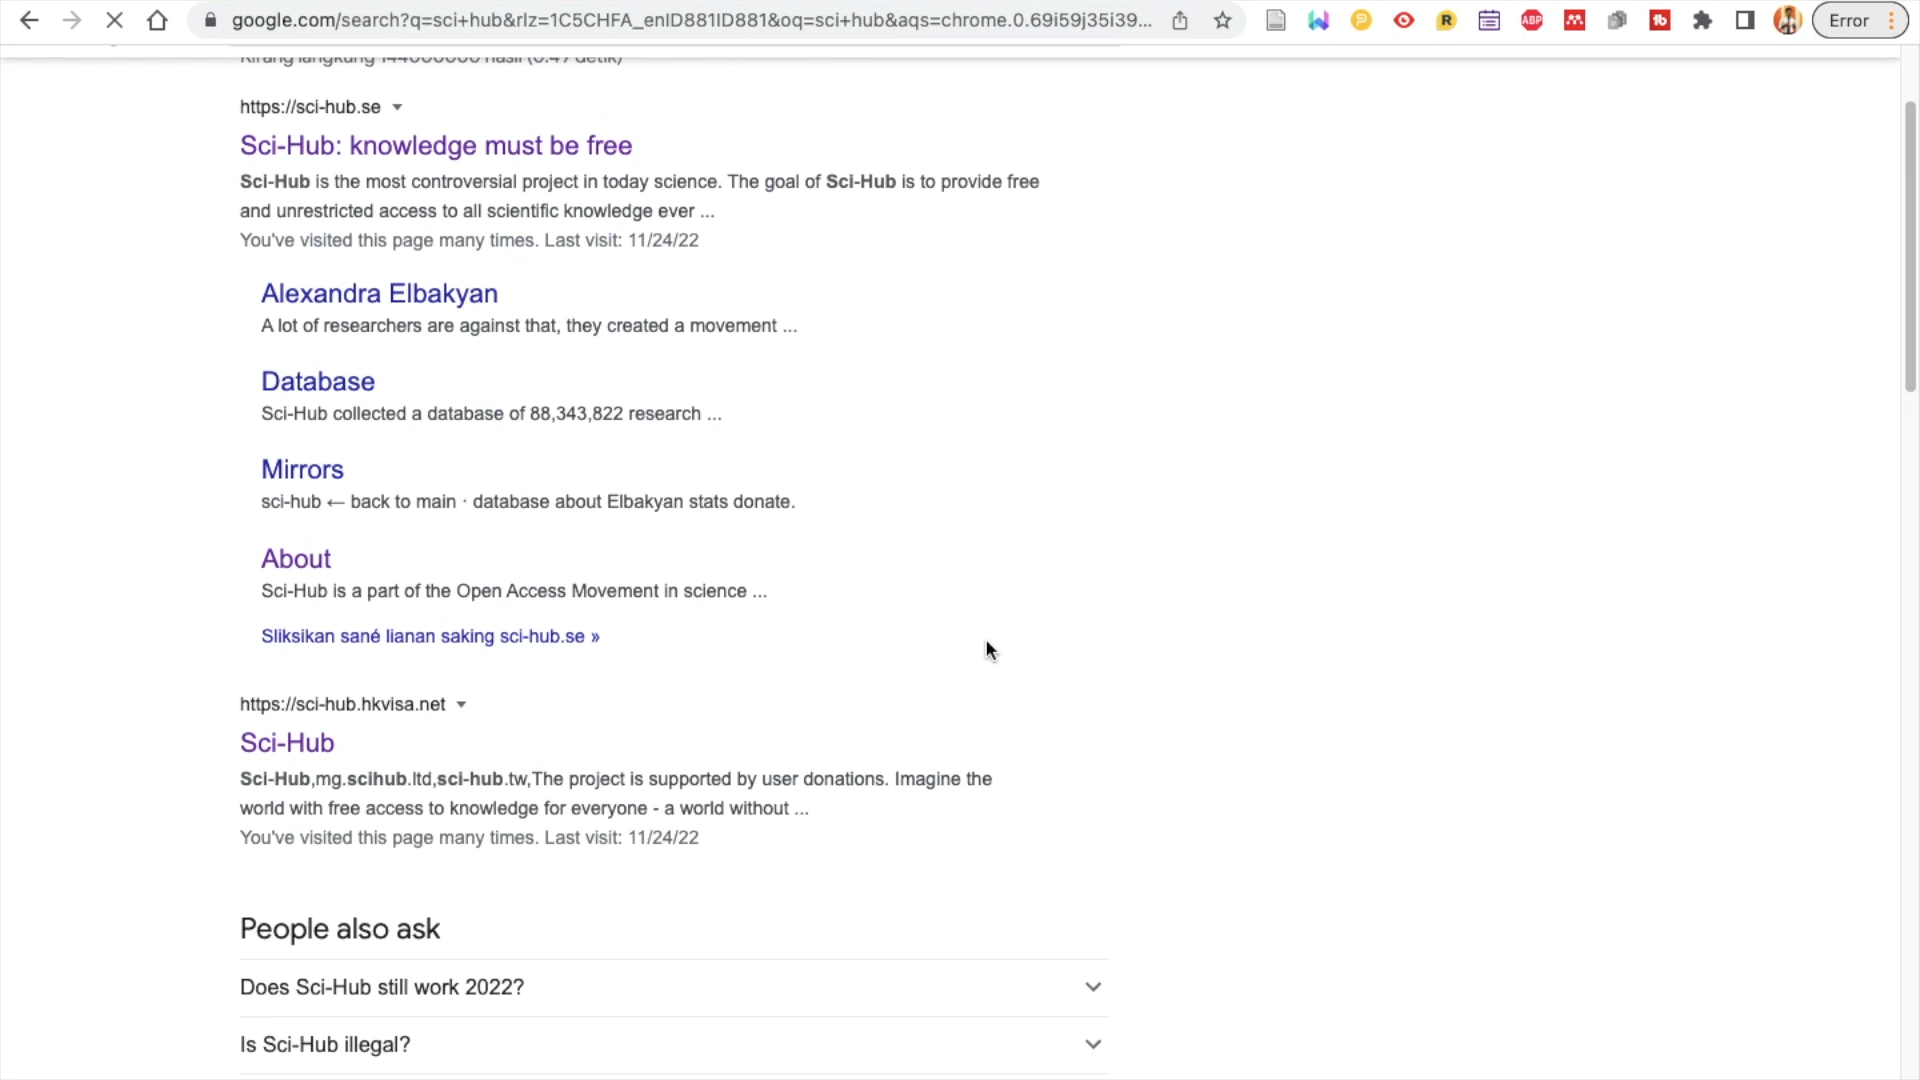 google.com/search?q=sci+hub&rlz=1C5CHFA_enID881ID881&oq=sci+hub&aqs=chrome.0.69i59j35i39...
Error
Kirang langkung 144000000 hasil (0.47 detik)
https://sci-hub.se
Sci-Hub: knowledge must be free
Sci-Hub is the most controversial project in today science. The goal of Sci-Hub is to provide free
and unrestricted access to all scientific knowledge ever ...
You've visited this page many times. Last visit: 11/24/22
Alexandra Elbakyan
A lot of researchers are against that, they created a movement ...
Database
Sci-Hub collected a database of 88,343,822 research ...
Mirrors
sci-hub ← back to main · database about Elbakyan stats donate.
About
Sci-Hub is a part of the Open Access Movement in science ...
Sliksikan sané lianan saking sci-hub.se »
https://sci-hub.hkvisa.net
Sci-Hub
Sci-Hub,mg.scihub.ltd,sci-hub.tw,The project is supported by user donations. Imagine the
world with free access to knowledge for everyone - a world without ...
You've visited this page many times. Last visit: 11/24/22
People also ask
Does Sci-Hub still work 2022?
Is Sci-Hub illegal?